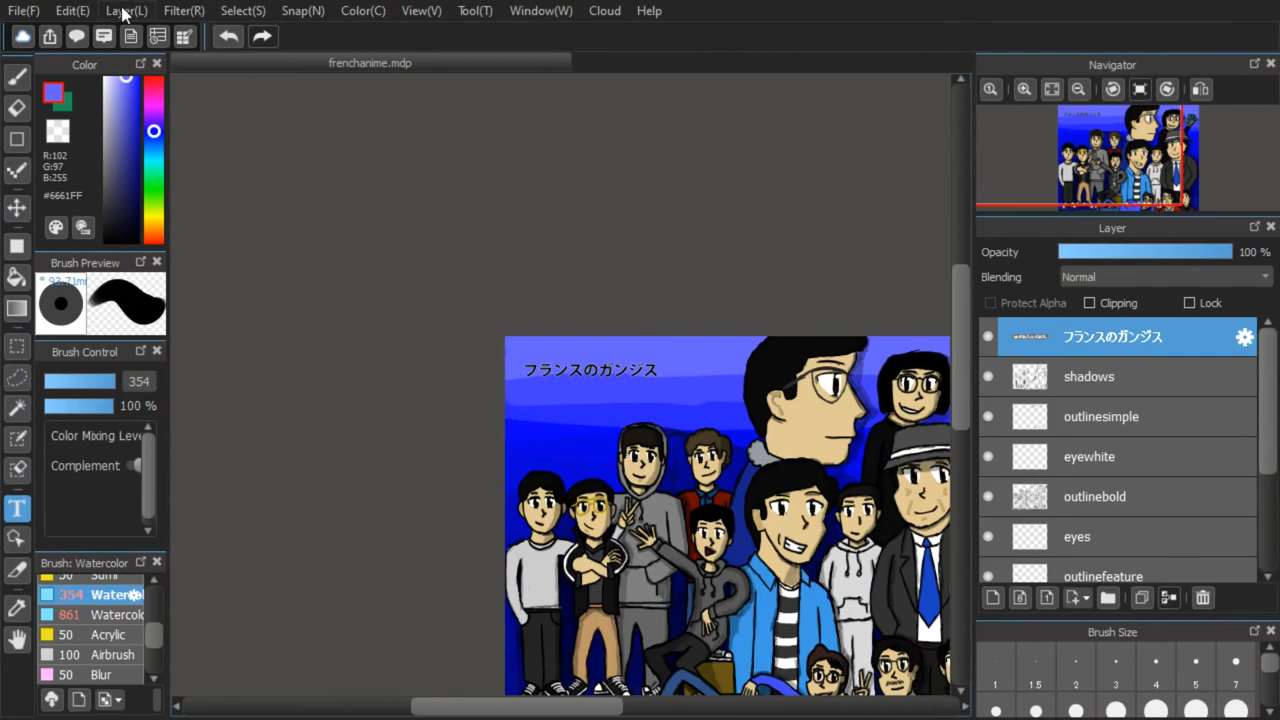 File(F) Edit(E) Layer(L) Filter(R) Select(S) Snap(N) Color(C) View(V) Tool(T) Window(W) Cloud Help
Color
frenchanime.mdp
Navigator
R:102
G:97
B:255
#6661FF
Layer
Opacity 100 %
Blending Normal
Brush Preview
Protect Alpha Clipping Lock
フランスのガンジス
shadows
outlinesimple
eyewhite
outlinebold
eyes
outlinefeature
フランスのガンジス
Brush Control
354
100 %
Color Mixing Leve
Complement
Brush: Watercolor
50 Sumi
354 Waterco
861 Watercolo
50 Acrylic
100 Airbrush
50 Blur
Brush Size
1 1.5 2 3 4 5 7